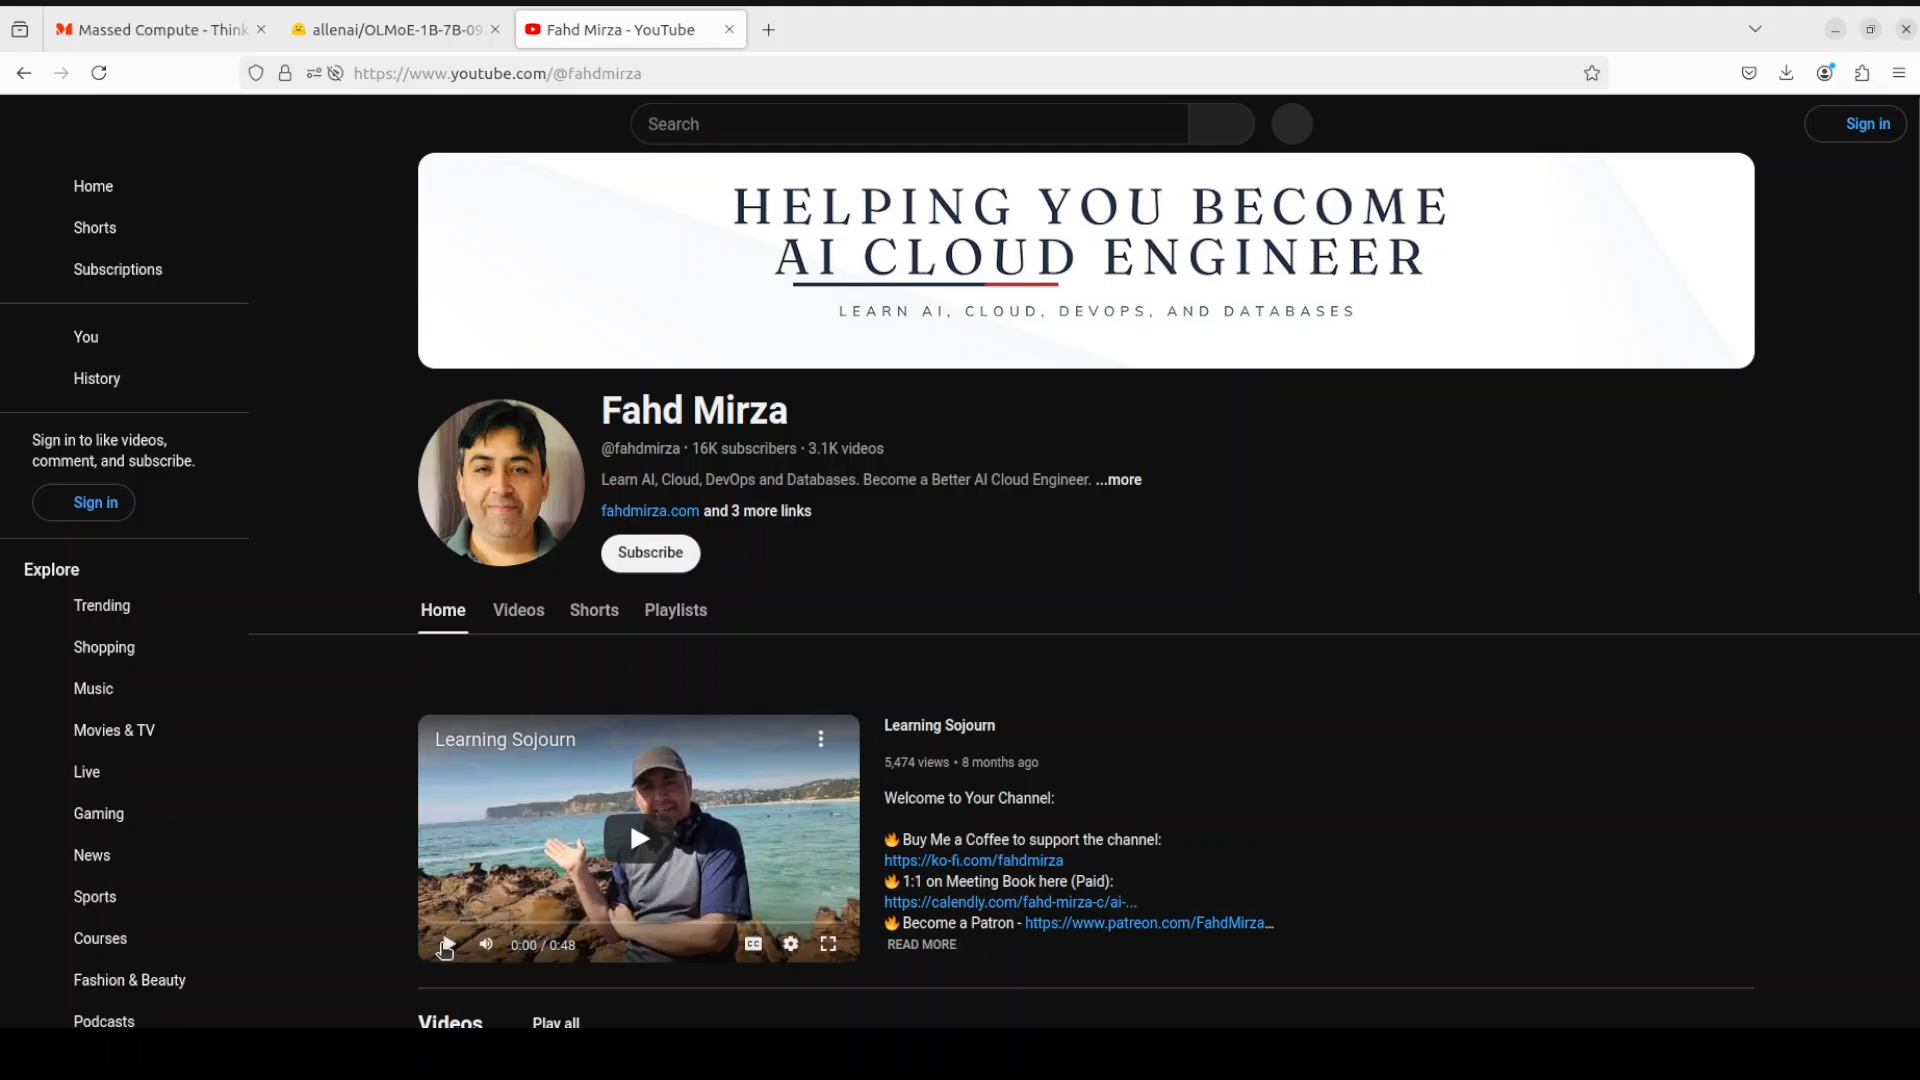 Massed Compute - Think
allenai/OLMoE-1B-7B-09
Fahd Mirza - YouTube
https://www.youtube.com/@fahdmirza
Search
Sign in
Home
Shorts
Subscriptions
You
History
Sign in to like videos,
comment, and subscribe.
Sign in
Explore
Trending
Shopping
Music
Movies & TV
Live
Gaming
News
Sports
Courses
Fashion & Beauty
Podcasts
HELPING YOU BECOME
AI CLOUD ENGINEER
LEARN AI, CLOUD, DEVOPS, AND DATABASES
Fahd Mirza
@fahdmirza · 16K subscribers · 3.1K videos
Learn AI, Cloud, DevOps and Databases. Become a Better AI Cloud Engineer. ...more
fahdmirza.com and 3 more links
Subscribe
Home Videos Shorts Playlists
Learning Sojourn
0:00 / 0:48
CC
Learning Sojourn
5,474 views • 8 months ago
Welcome to Your Channel:
🔥 Buy Me a Coffee to support the channel:
https://ko-fi.com/fahdmirza
🔥 1:1 on Meeting Book here (Paid):
https://calendly.com/fahd-mirza-c/ai-...
🔥 Become a Patron - https://www.patreon.com/FahdMirza...
READ MORE
Videos Play all